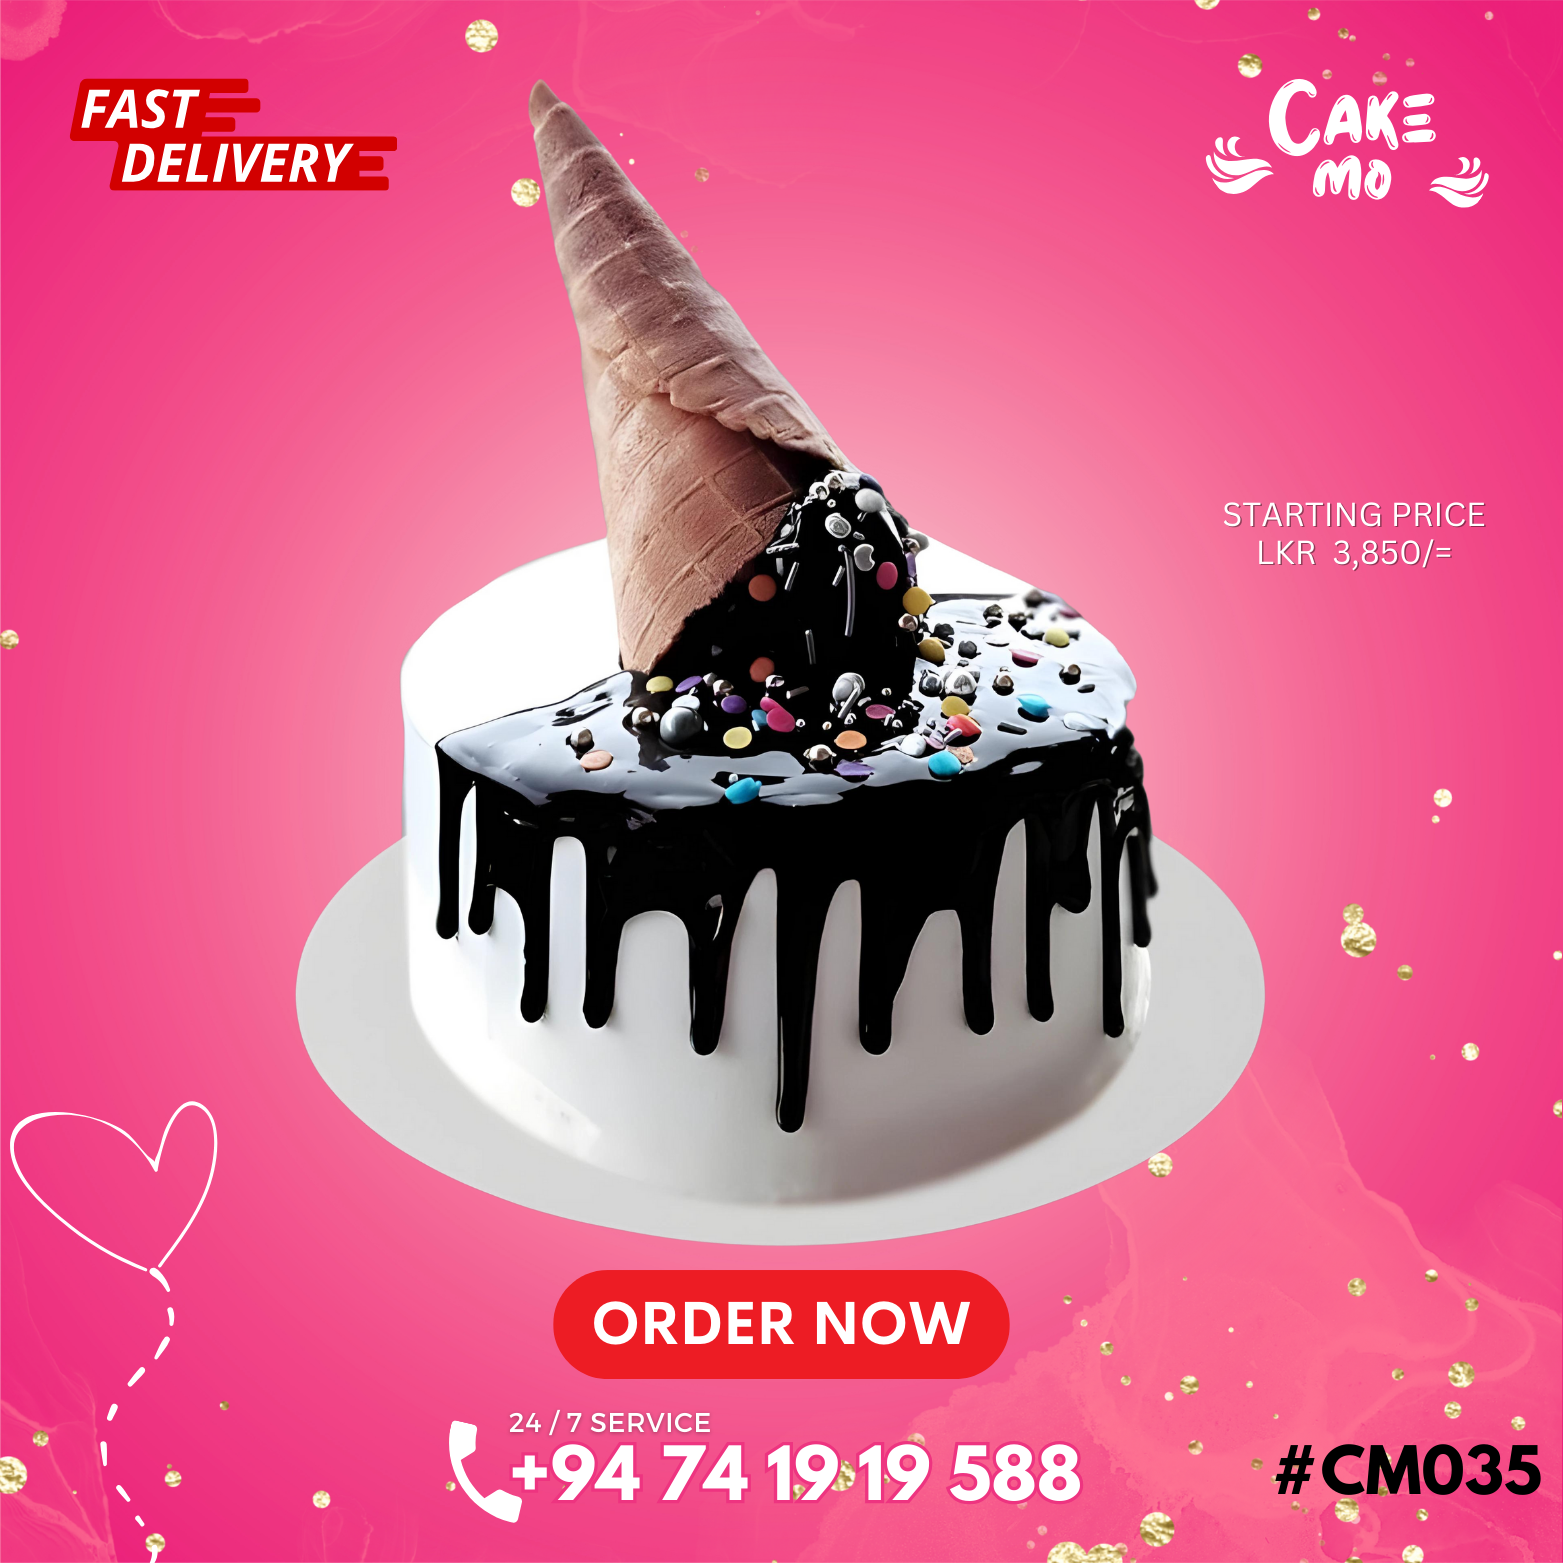 FAST
DELIVERY
CAKE
MO
STARTING PRICE
LKR 3,850/=
ORDER NOW
24 / 7 SERVICE
+94 74 19 19 588
#CM035